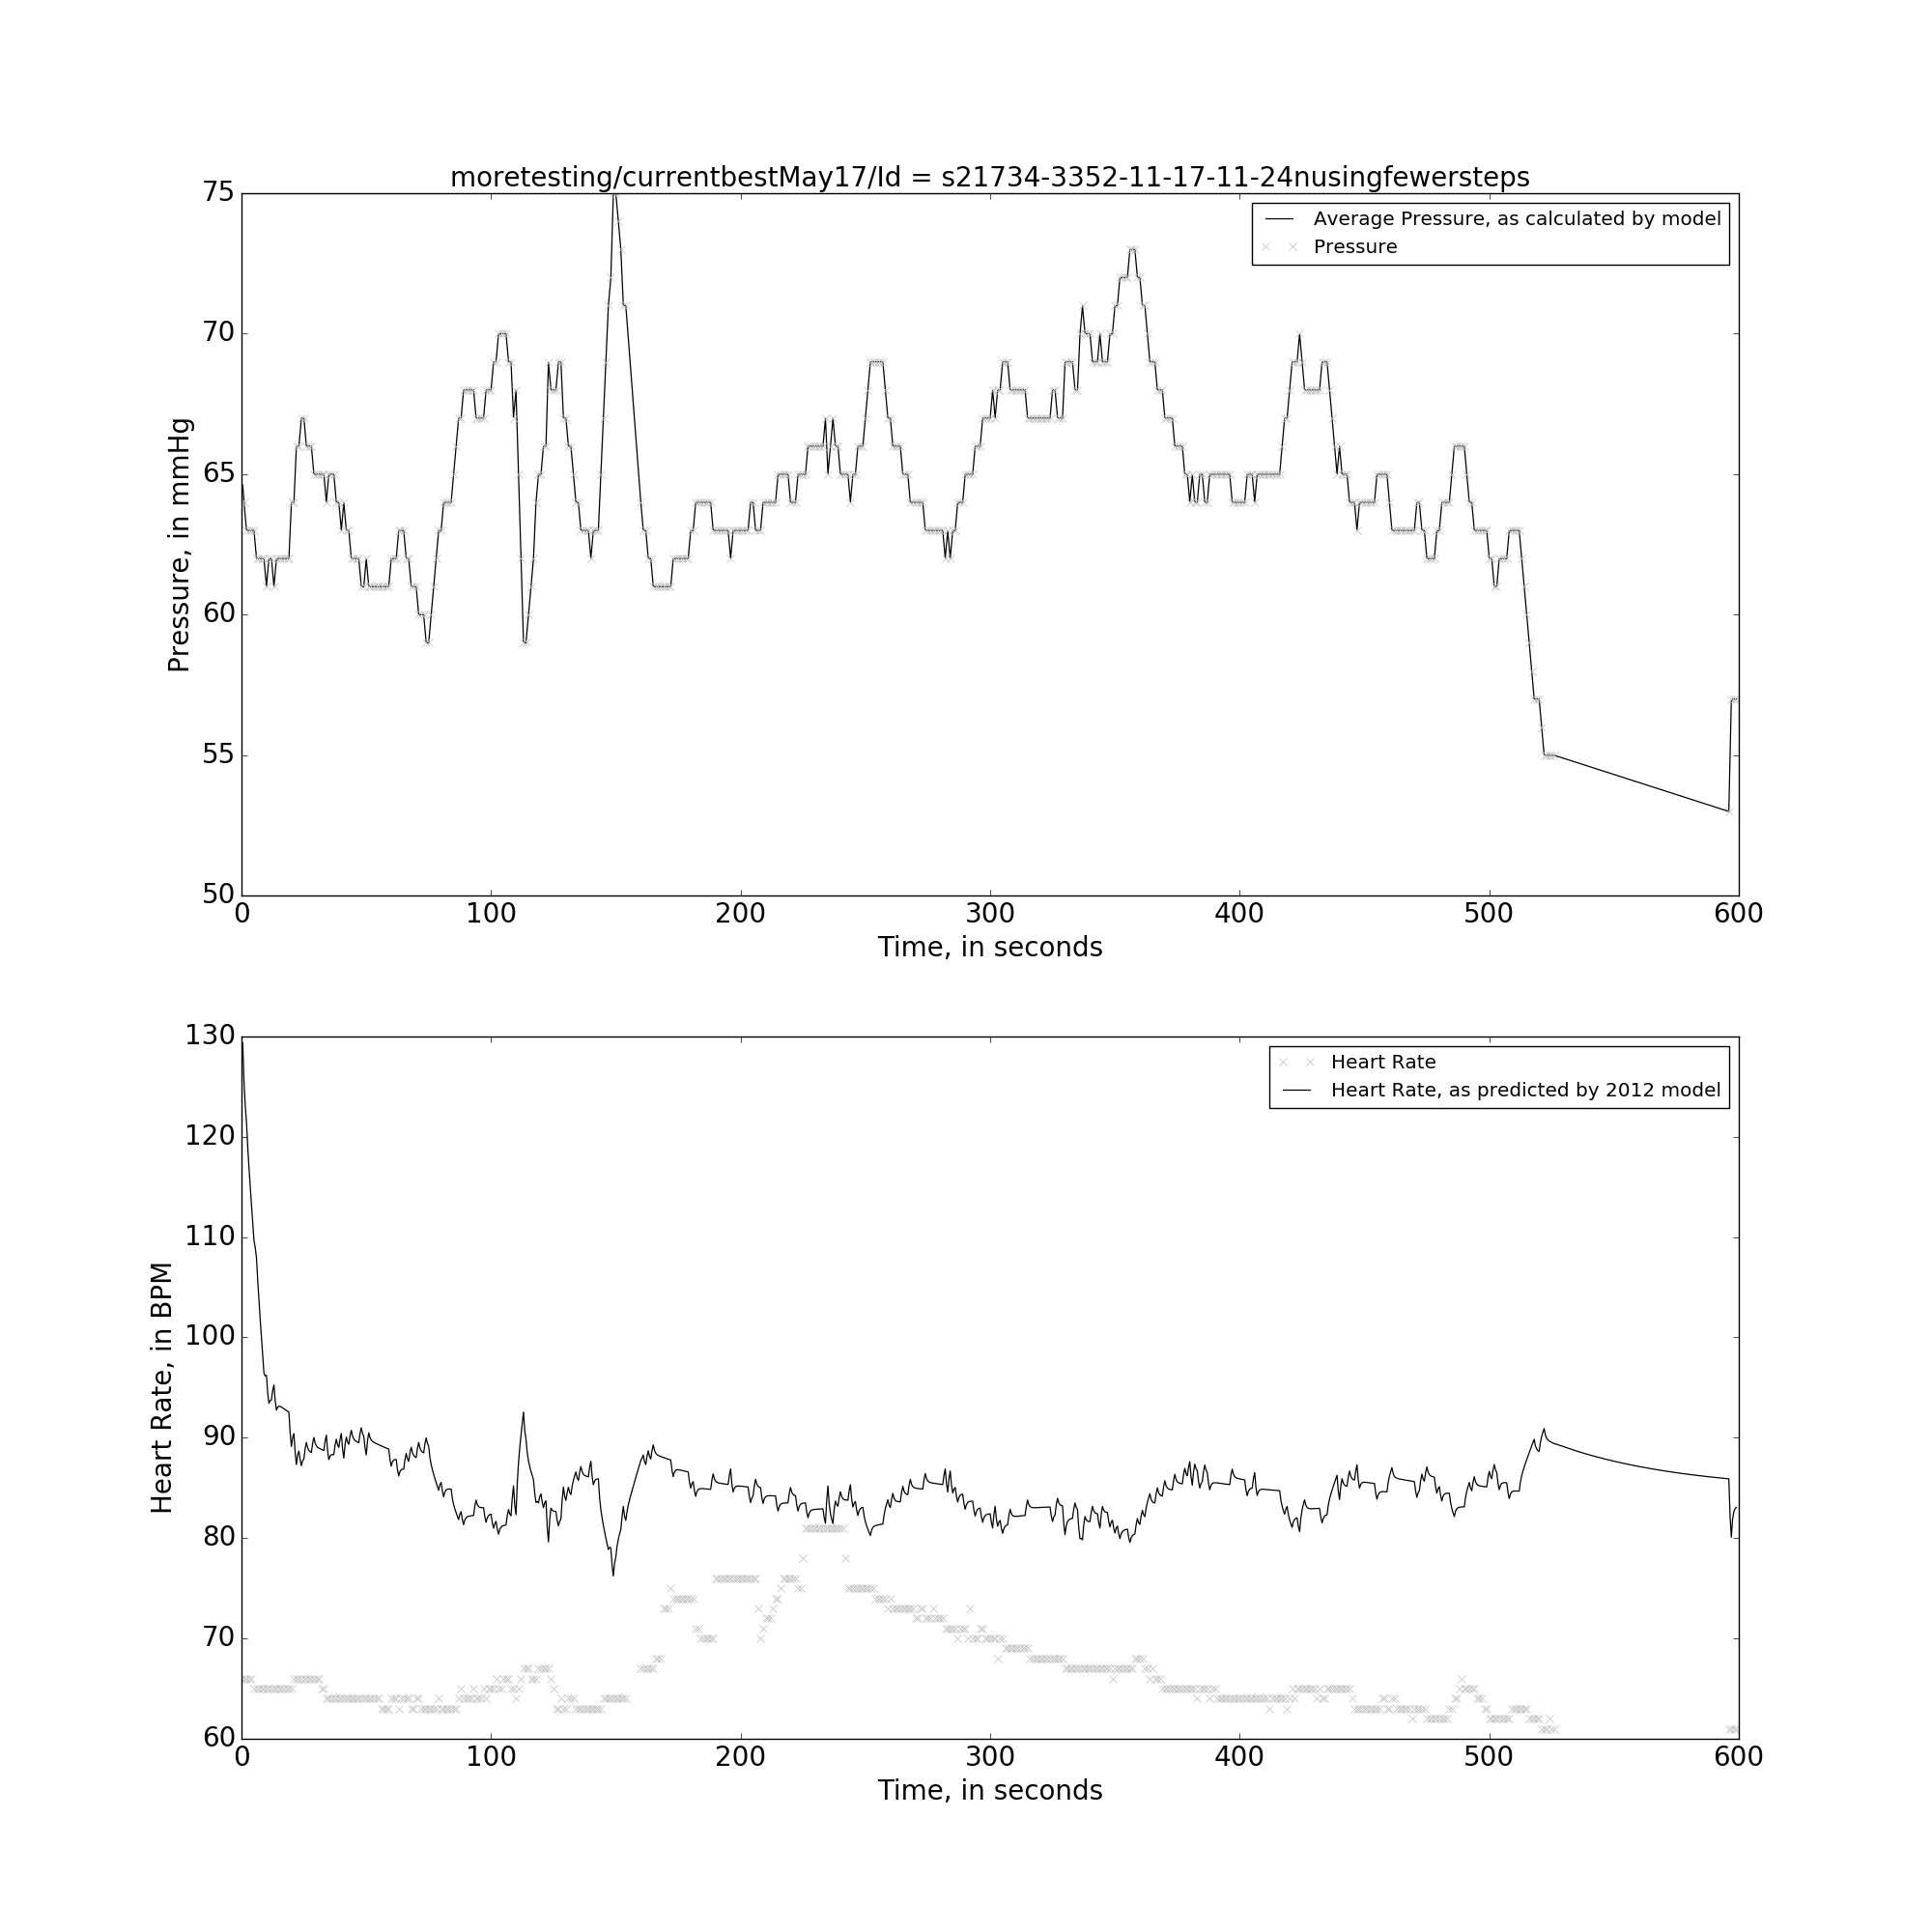 moretesting/currentbestMay17/Id = s21734-3352-11-17-11-24nusingfewersteps
75
70
65
60
55
50
Pressure, in mmHg
Average Pressure, as calculated by model
Pressure
0 100 200 300 400 500 600
Time, in seconds
130
120
110
100
90
80
70
60
Heart Rate, in BPM
Heart Rate
Heart Rate, as predicted by 2012 model
0 100 200 300 400 500 600
Time, in seconds